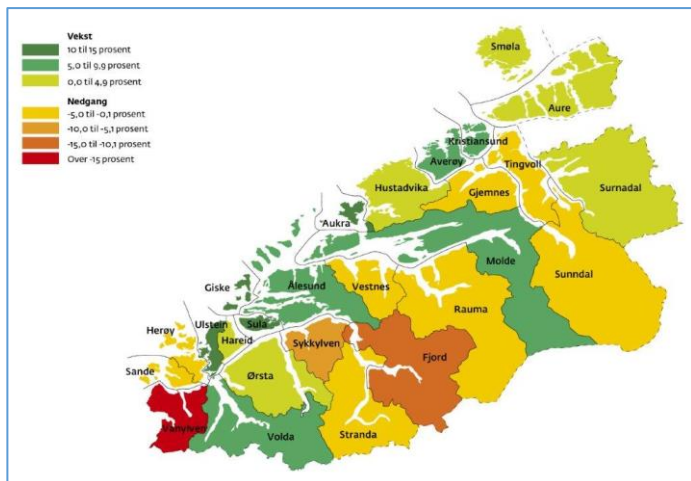 Vekst
10 til 15 prosent
5,0 til 9,9 prosent
0,0 til 4,9 prosent
Nedgang
-5,0 til -0,1 prosent
-10,0 til -5,1 prosent
-15,0 til -10,1 prosent
Over -15 prosent
Smøla
Aure
Kristiansund
Averøy
Tingvoll
Hustadvika
Gjemnes
Surnadal
Aukra
Molde
Sunndal
Giske
Ålesund
Vestnes
Rauma
Herøy
Ulstein
Sula
Hareid
Sykkylven
Fjord
Sande
Ørsta
Vanylven
Volda
Stranda